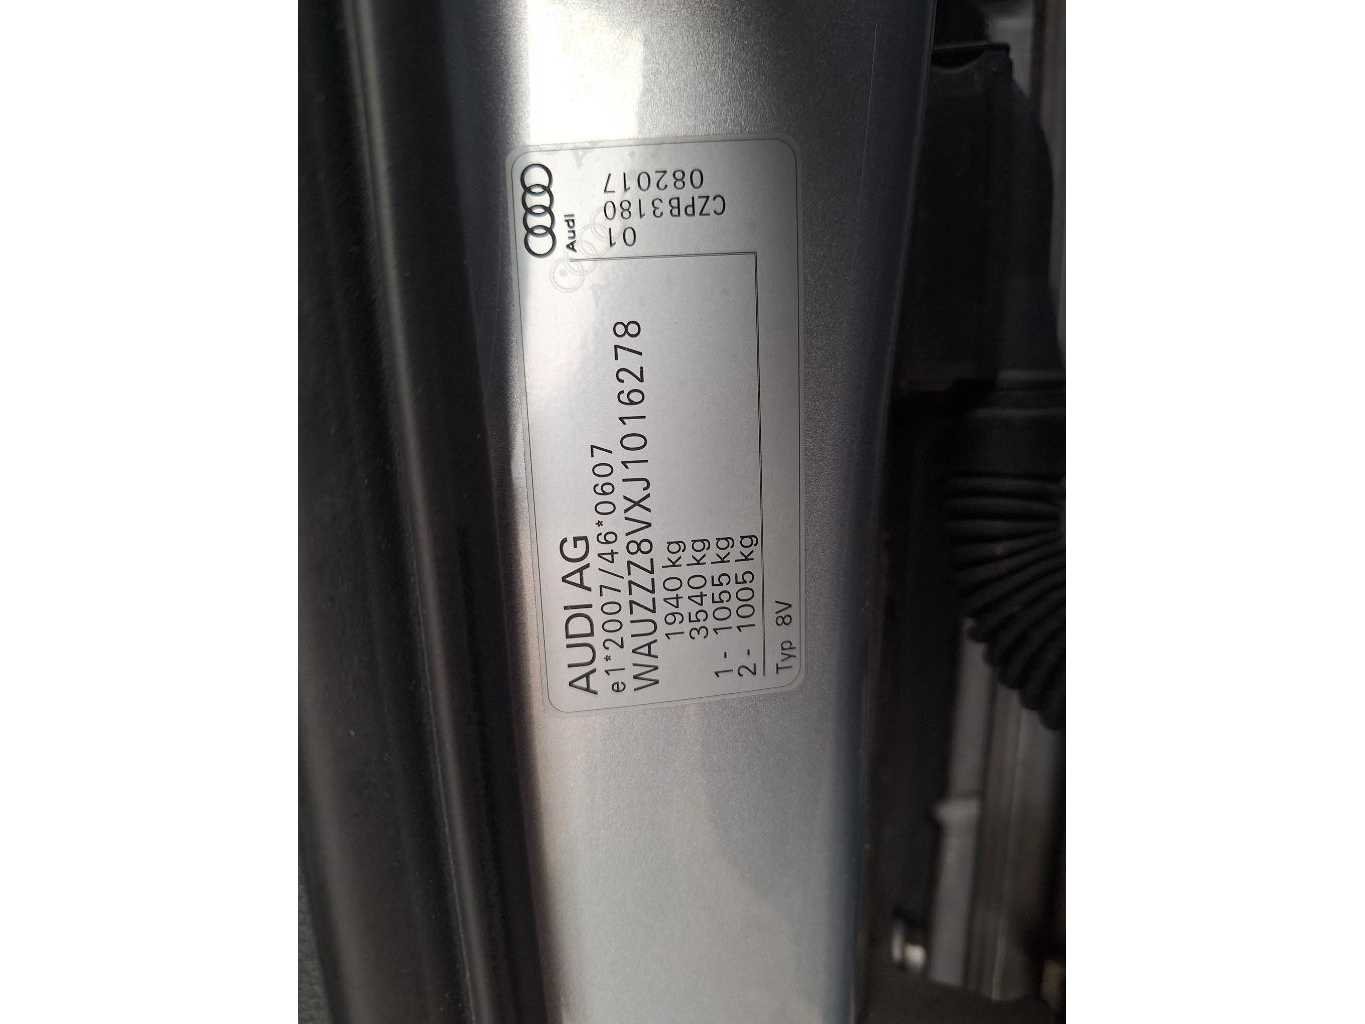 AUDI AG
e1*2007/46*0607
WAUZZZ8VXJ1016278
1940 kg
3540 kg
1 - 1055 kg
2 - 1005 kg
Typ 8V
Audi
01
CZPB3180
082017